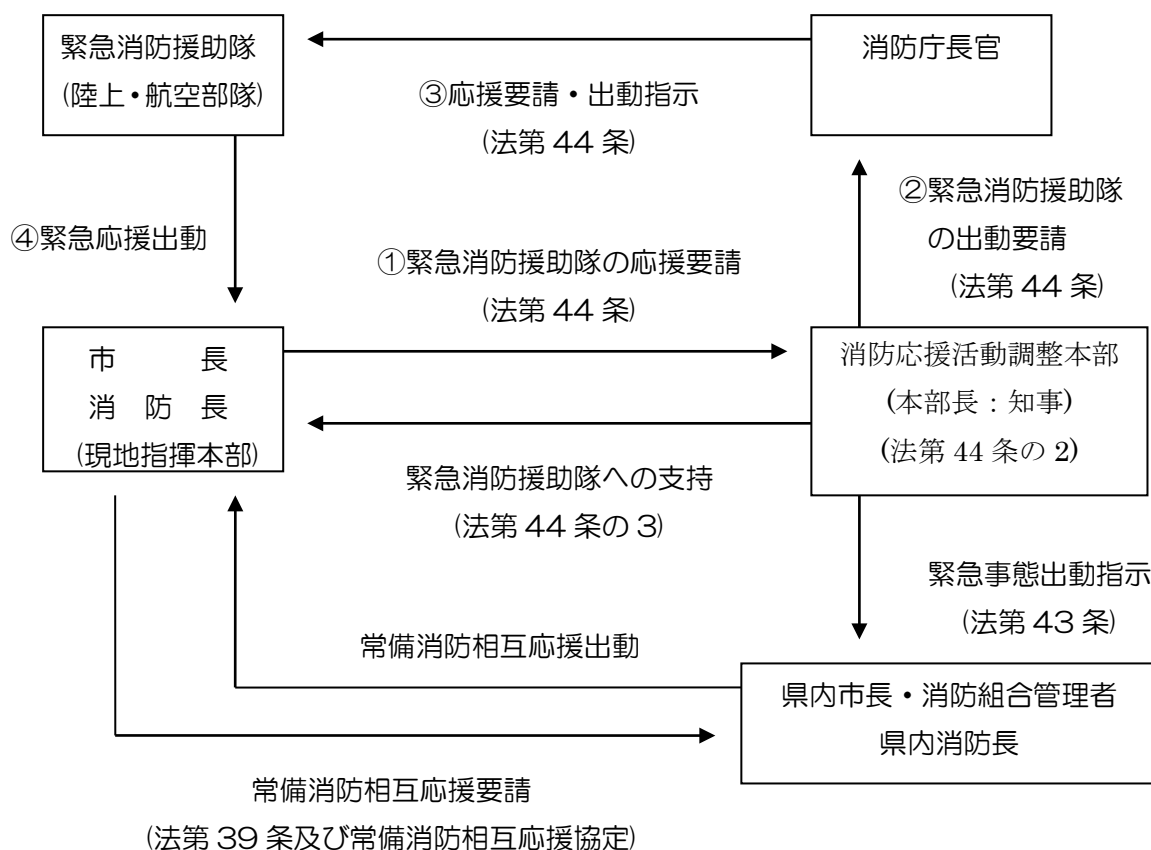 緊急消防援助隊
(陸上・航空部隊)
消防庁長官
③応援要請・出動指示
(法第 44 条)
②緊急消防援助隊
の出動要請
(法第 44 条)
④緊急応援出動
①緊急消防援助隊の応援要請
(法第 44 条)
市　　　長
消　防　長
(現地指揮本部)
消防応援活動調整本部
(本部長：知事)
(法第 44 条の 2)
緊急消防援助隊への支持
(法第 44 条の 3)
緊急事態出動指示
(法第 43 条)
常備消防相互応援出動
県内市長・消防組合管理者
県内消防長
常備消防相互応援要請
(法第 39 条及び常備消防相互応援協定)